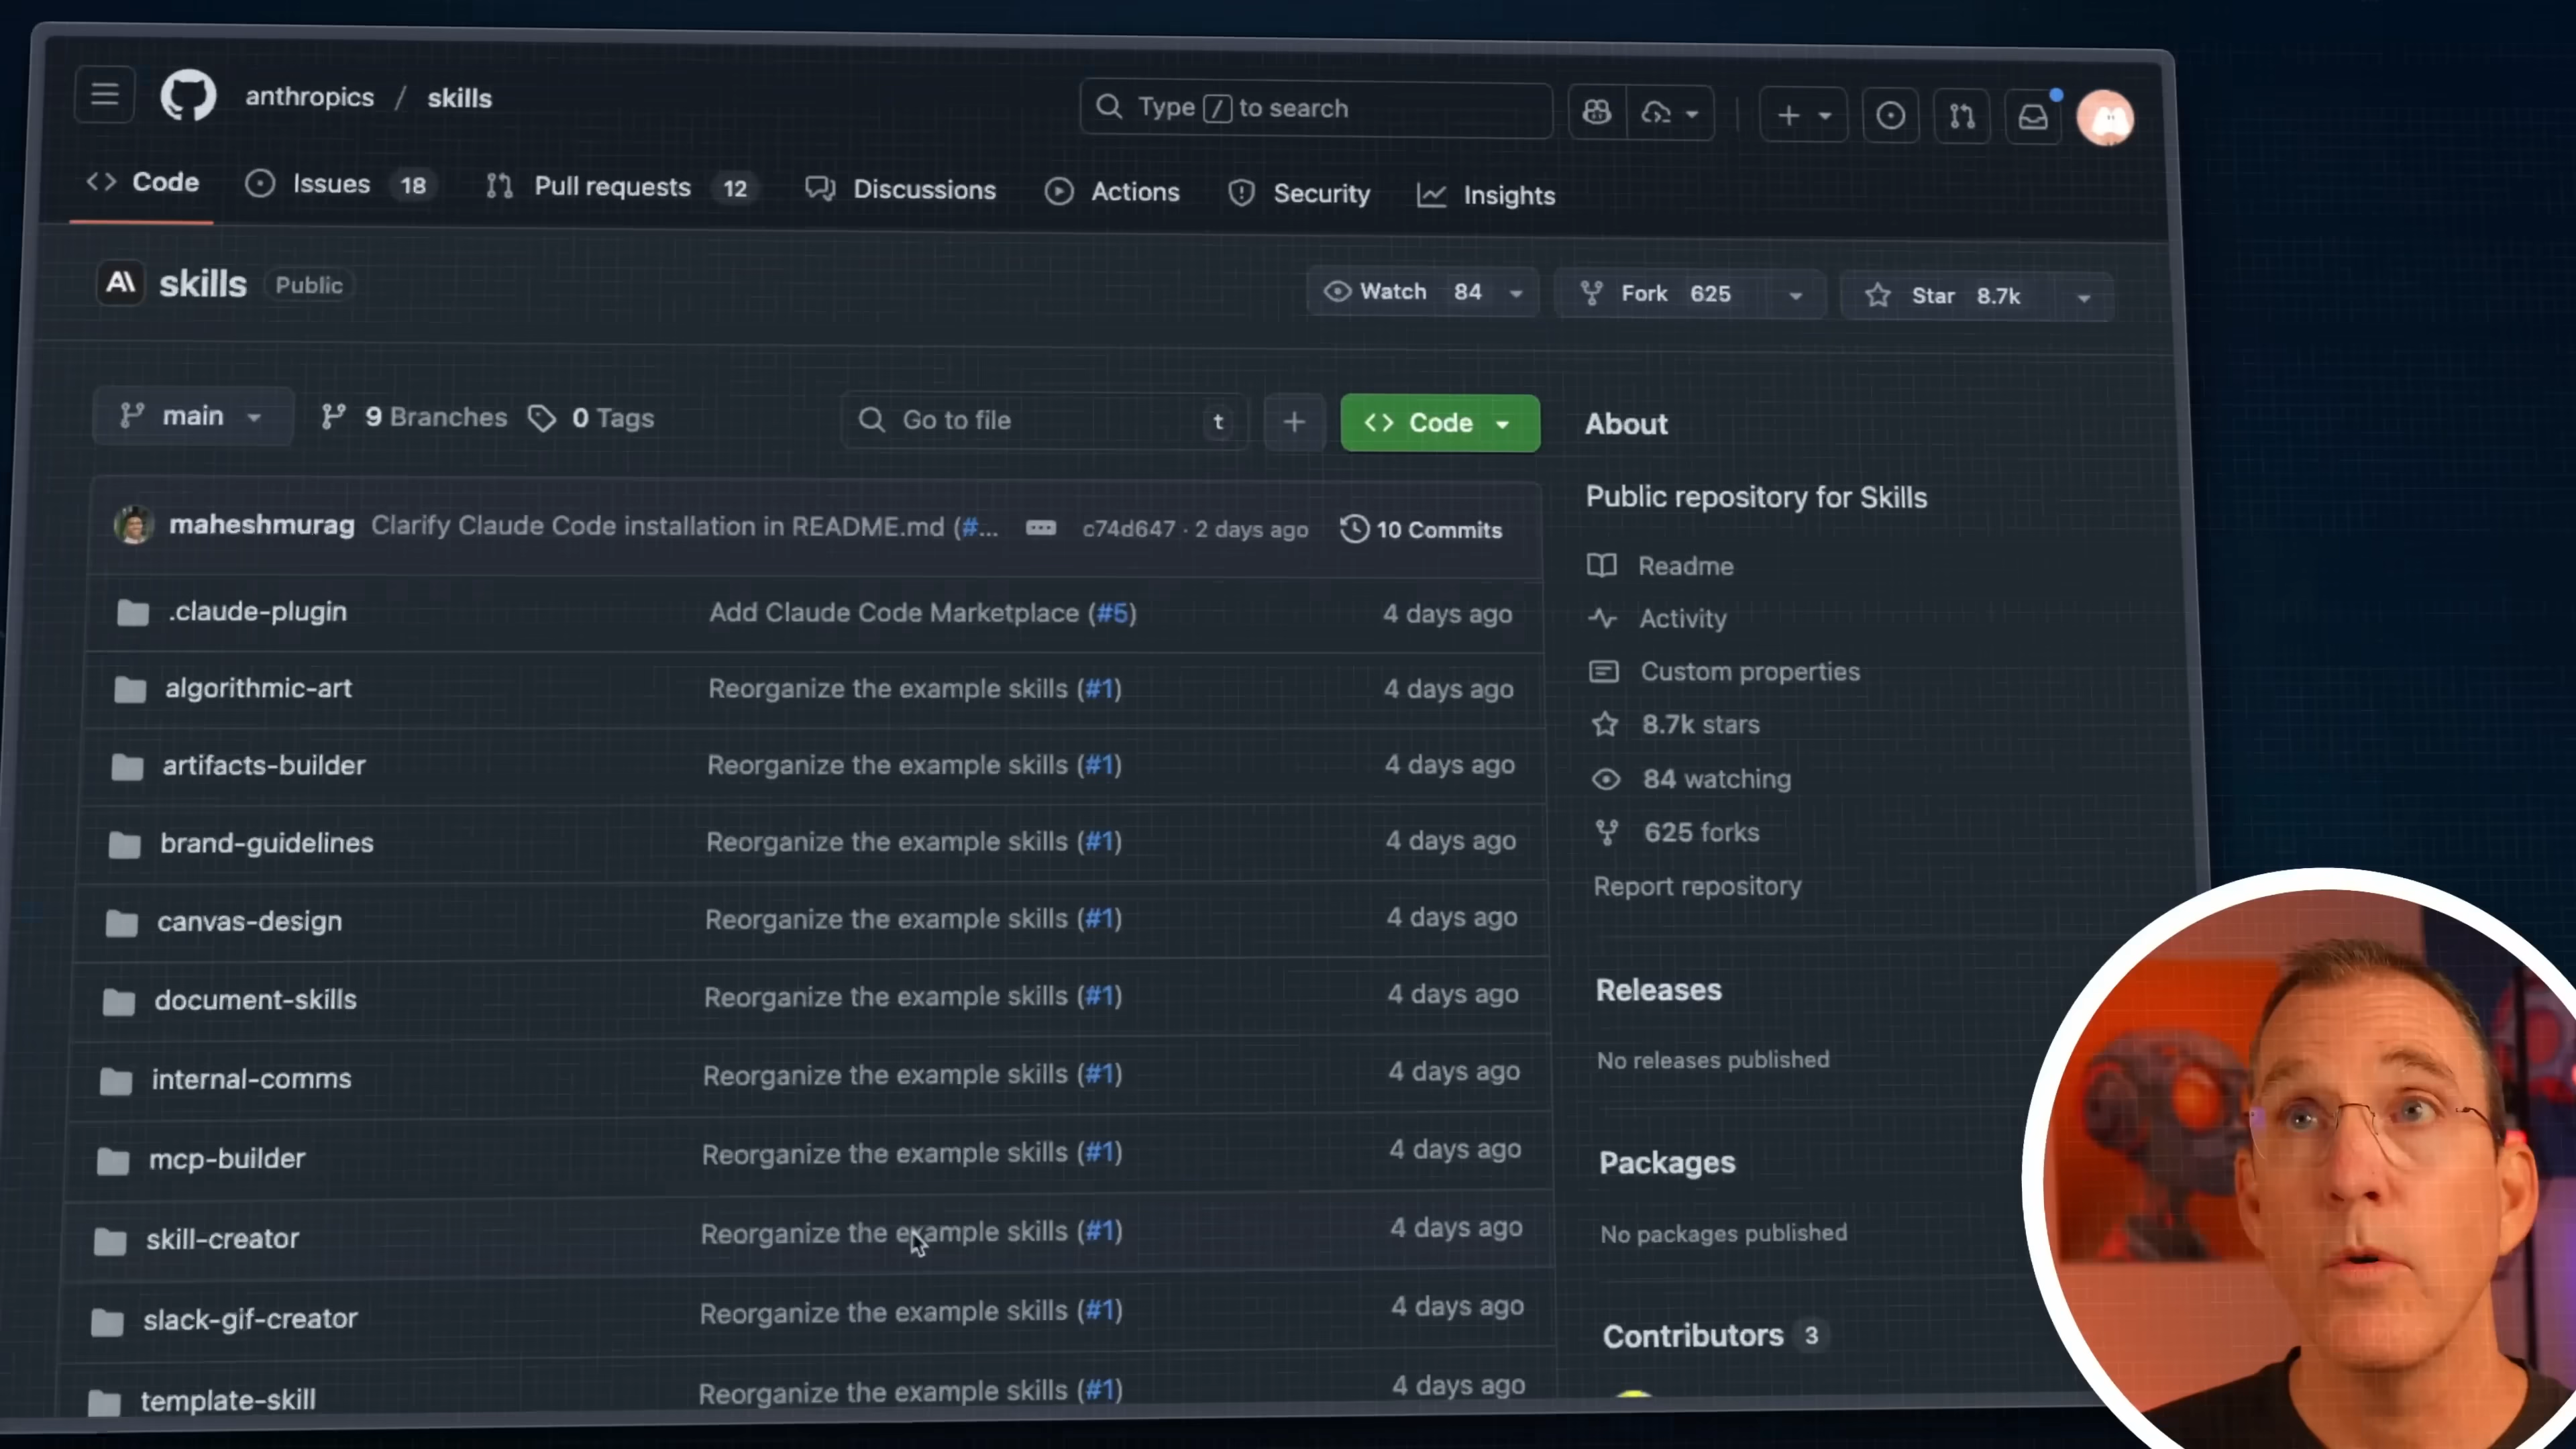 anthropics / skills
Type / to search
Code Issues 18 Pull requests 12 Discussions Actions Security Insights
skills Public
Watch 84 Fork 625 Star 8.7k
main 9 Branches 0 Tags Go to file t + Code
maheshmurag Clarify Claude Code installation in README.md (#... c74d647 · 2 days ago 10 Commits
.claude-plugin Add Claude Code Marketplace (#5) 4 days ago
algorithmic-art Reorganize the example skills (#1) 4 days ago
artifacts-builder Reorganize the example skills (#1) 4 days ago
brand-guidelines Reorganize the example skills (#1) 4 days ago
canvas-design Reorganize the example skills (#1) 4 days ago
document-skills Reorganize the example skills (#1) 4 days ago
internal-comms Reorganize the example skills (#1) 4 days ago
mcp-builder Reorganize the example skills (#1) 4 days ago
skill-creator Reorganize the example skills (#1) 4 days ago
slack-gif-creator Reorganize the example skills (#1) 4 days ago
template-skill Reorganize the example skills (#1) 4 days ago
About
Public repository for Skills
Readme
Activity
Custom properties
8.7k stars
84 watching
625 forks
Report repository
Releases
No releases published
Packages
No packages published
Contributors 3